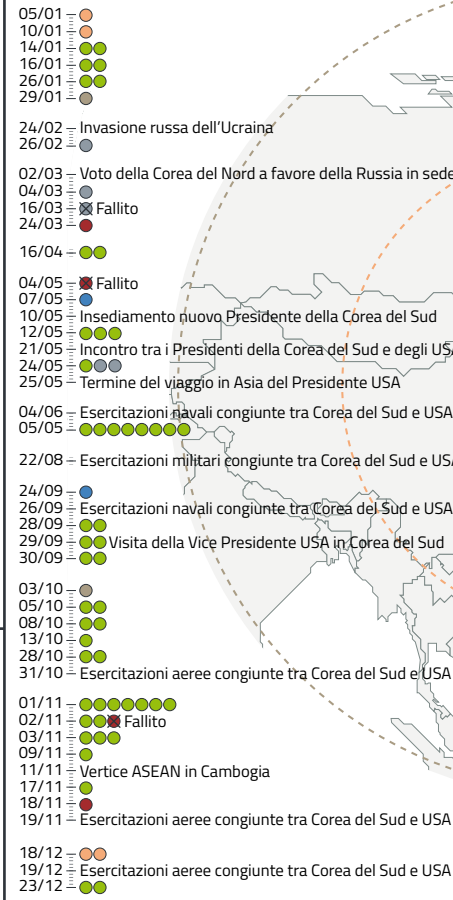 05/01
10/01
14/01
16/01
26/01
29/01
24/02 Invasione russa dell'Ucraina
26/02
02/03 Voto della Corea del Nord a favore della Russia in sede
04/03
16/03 Fallito
24/03
16/04
04/05 Fallito
07/05
10/05 Insediamento nuovo Presidente della Corea del Sud
12/05
21/05 Incontro tra i Presidenti della Corea del Sud e degli USA
24/05
25/05 Termine del viaggio in Asia del Presidente USA
04/06 Esercitazioni navali congiunte tra Corea del Sud e USA
05/05
22/08 Esercitazioni militari congiunte tra Corea del Sud e USA
24/09
26/09 Esercitazioni navali congiunte tra Corea del Sud e USA
28/09
29/09 Visita della Vice Presidente USA in Corea del Sud
30/09
03/10
05/10
08/10
13/10
28/10
31/10 Esercitazioni aeree congiunte tra Corea del Sud e USA
01/11
02/11 Fallito
03/11
09/11
11/11 Vertice ASEAN in Cambogia
17/11
18/11
19/11 Esercitazioni aeree congiunte tra Corea del Sud e USA
18/12
19/12 Esercitazioni aeree congiunte tra Corea del Sud e USA
23/12